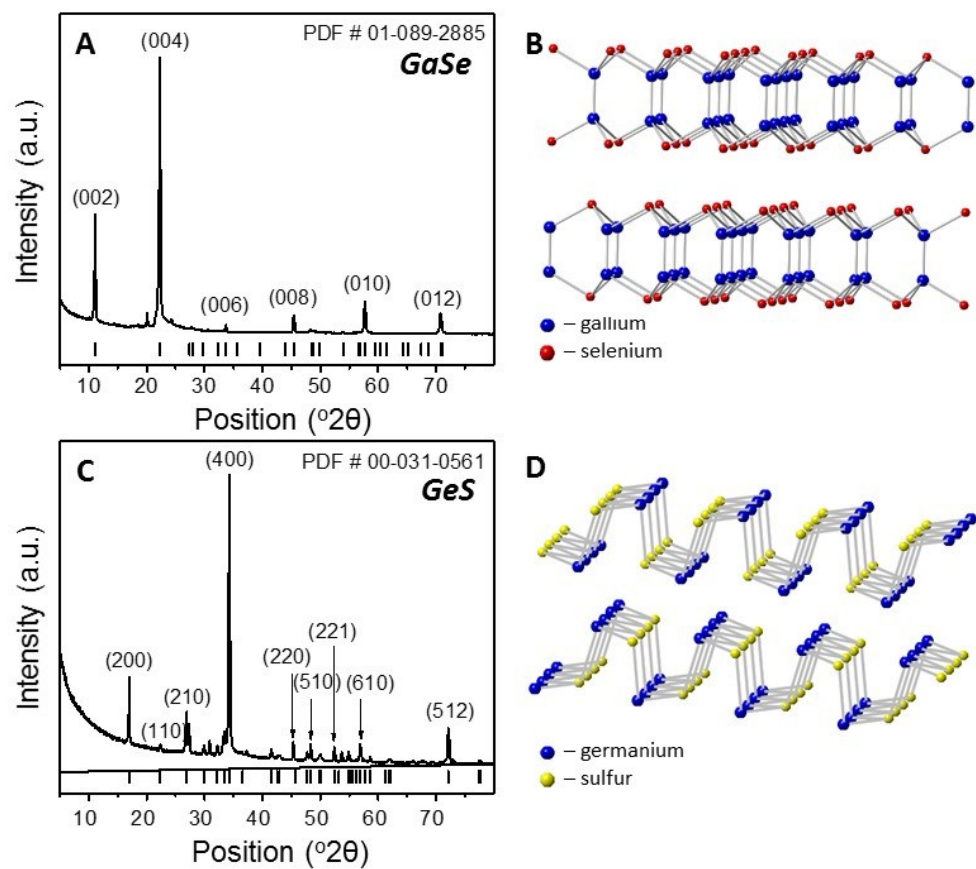 A
PDF # 01-089-2885
GaSe
(004)
(002)
(006)
(008)
(010)
(012)
Intensity (a.u.)
10 20 30 40 50 60 70
Position (°2θ)
B
– gallium
– selenium
C
(400)
PDF # 00-031-0561
GeS
(200)
(110)
(210)
(220)
(510)
(221)
(610)
(512)
Intensity (a.u.)
10 20 30 40 50 60 70
Position (°2θ)
D
– germanium
– sulfur